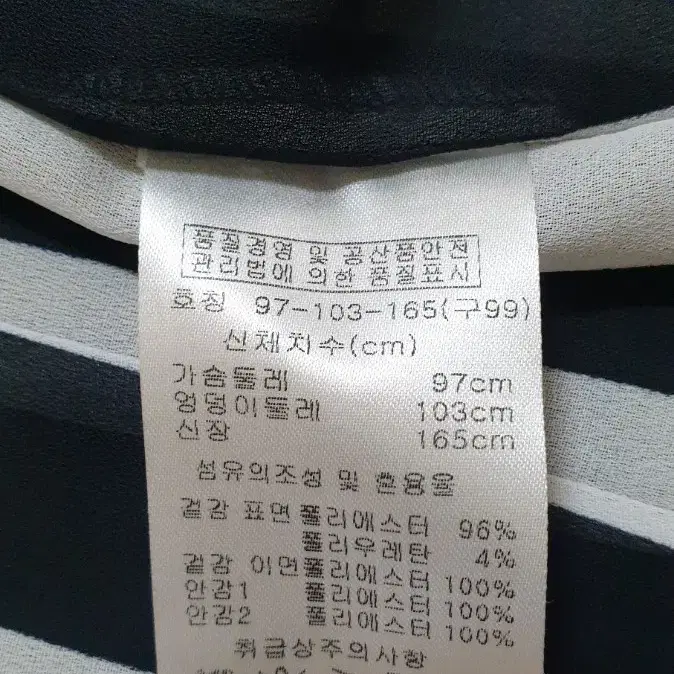 품질경영 및 공산품안전
관리법에 의한 품질표시
호칭 97-103-165(구99)
신체치수(cm)
가슴둘레 97cm
엉덩이둘레 103cm
신장 165cm
섬유의조성 및 혼용율
겉감 표면 폴리에스터 96%
폴리우레탄 4%
겉감 이면폴리에스터 100%
안감1 폴리에스터 100%
안감2 폴리에스터 100%
취급상주의사항